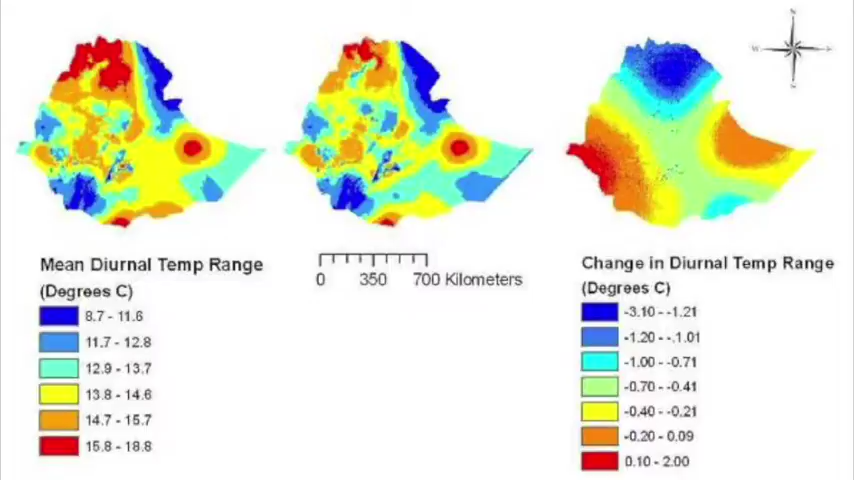 N
W
S
Mean Diurnal Temp Range
(Degrees C)
8.7 - 11.6
11.7 - 12.8
12.9 - 13.7
13.8 - 14.6
14.7 - 15.7
15.8 - 18.8
0 350 700 Kilometers
Change in Diurnal Temp Range
(Degrees C)
-3.10 - -1.21
-1.20 - -.1.01
-1.00 - -0.71
-0.70 - -0.41
-0.40 - -0.21
-0.20 - 0.09
0.10 - 2.00